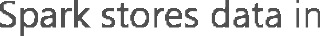 Spark stores data in